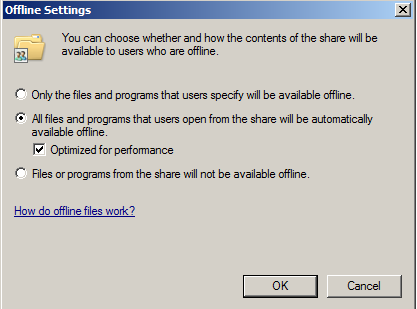 Offline Settings
You can choose whether and how the contents of the share will be
available to users who are offline.
Only the files and programs that users specify will be available offline.
All files and programs that users open from the share will be automatically
available offline.
Optimized for performance
Files or programs from the share will not be available offline.
How do offline files work?
OK Cancel